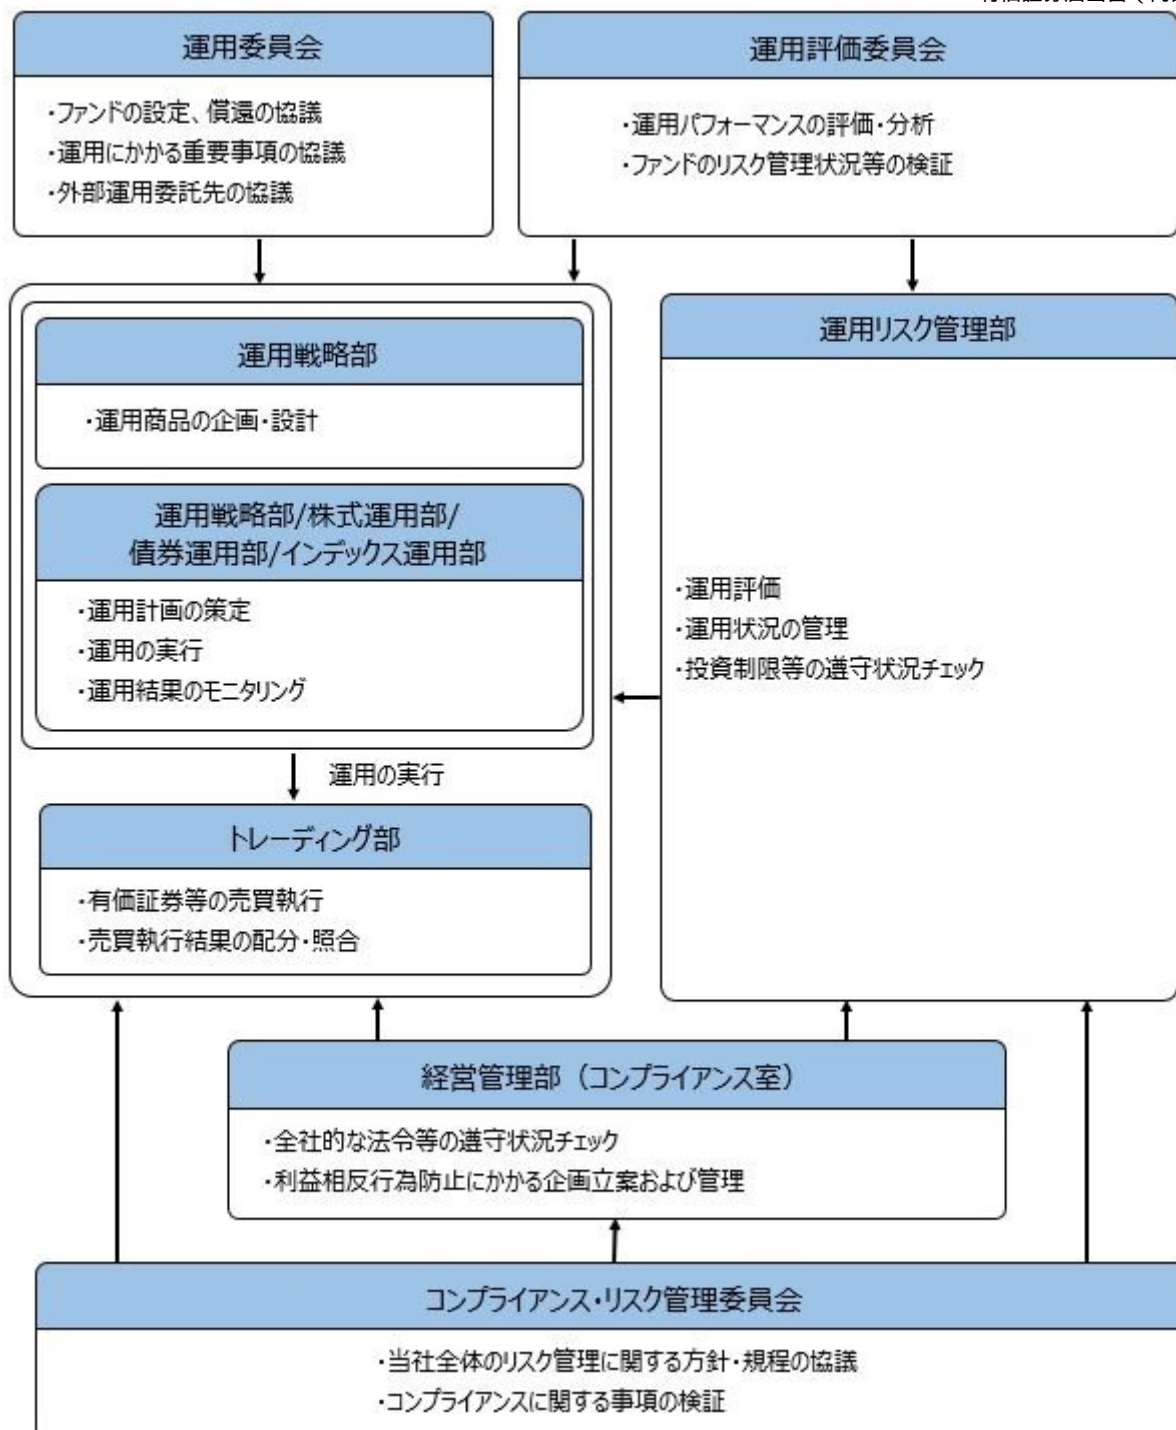 運用委員会
・ファンドの設定、償還の協議
・運用にかかる重要事項の協議
・外部運用委託先の協議
運用評価委員会
・運用パフォーマンスの評価・分析
・ファンドのリスク管理状況等の検証
運用戦略部
・運用商品の企画・設計
運用戦略部/株式運用部/
債券運用部/インデックス運用部
・運用計画の策定
・運用の実行
・運用結果のモニタリング
運用の実行
トレーディング部
・有価証券等の売買執行
・売買執行結果の配分・照合
運用リスク管理部
・運用評価
・運用状況の管理
・投資制限等の遵守状況チェック
経営管理部（コンプライアンス室）
・全社的な法令等の遵守状況チェック
・利益相反行為防止にかかる企画立案および管理
コンプライアンス・リスク管理委員会
・当社全体のリスク管理に関する方針・規程の協議
・コンプライアンスに関する事項の検証